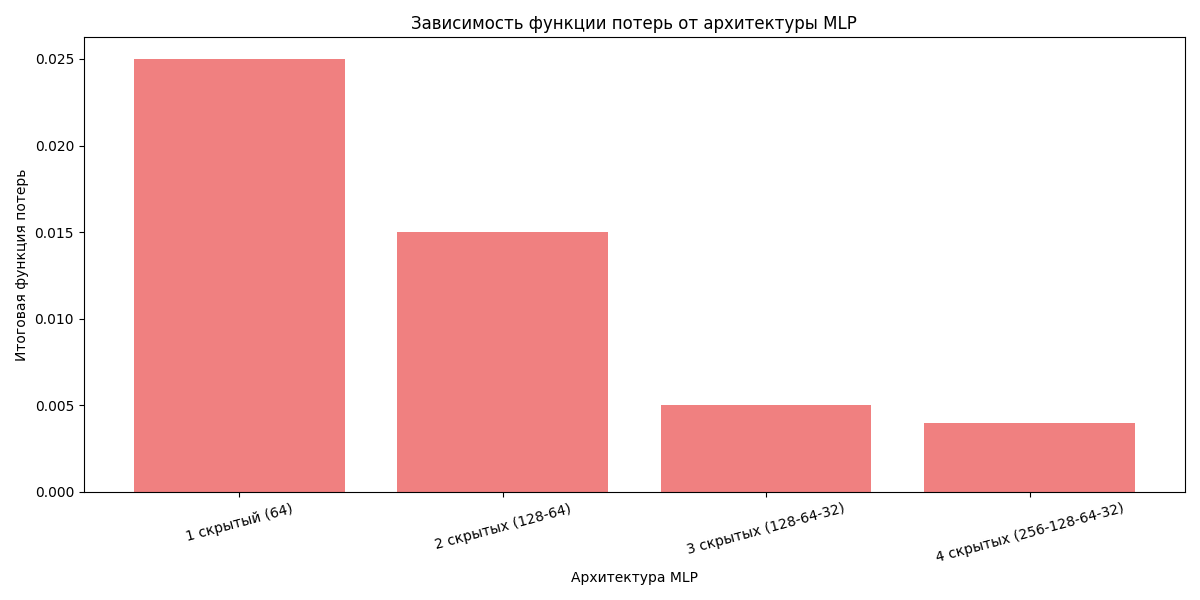 Зависимость функции потерь от архитектуры MLP
Итоговая функция потерь
0.025
0.020
0.015
0.010
0.005
0.000
1 скрытый (64)
2 скрытых (128-64)
3 скрытых (128-64-32)
4 скрытых (256-128-64-32)
Архитектура MLP